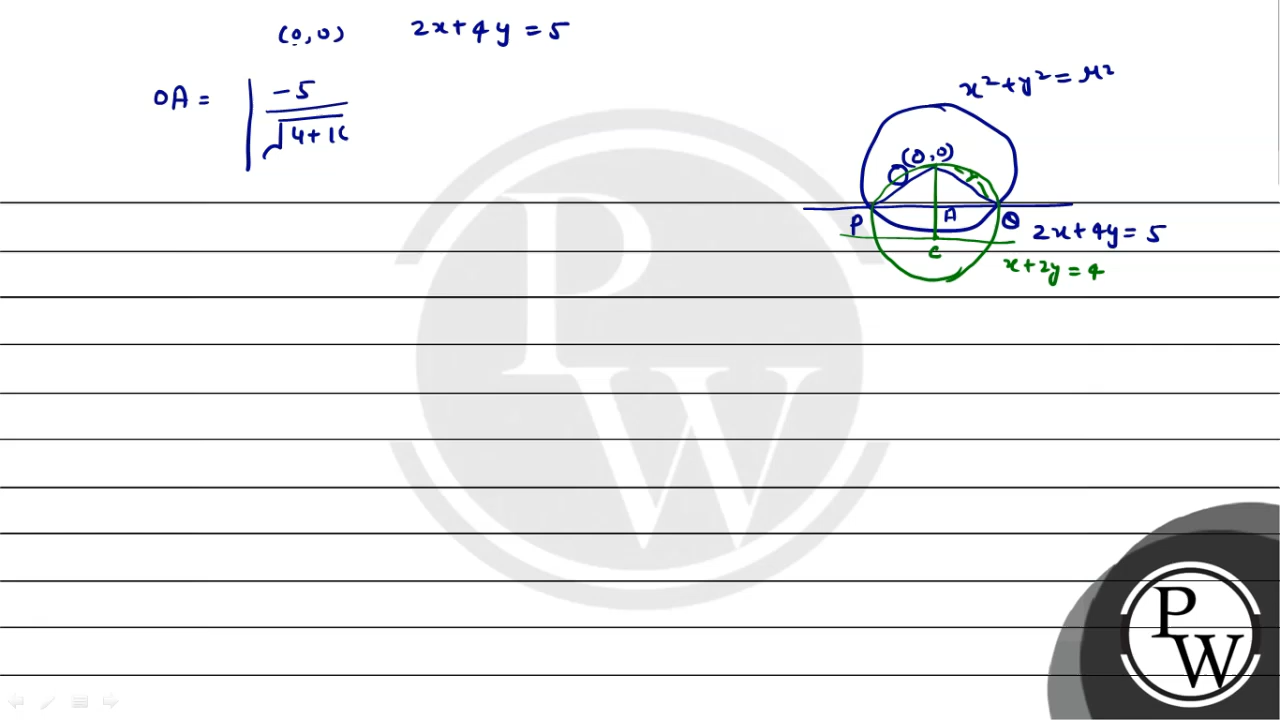 (0,0) 2x+4y=5
OA = | -5
√4+16
x²+y²=r²
(0,0)
O
r
P
A
Q
2x+4y=5
C
x+2y=4
P
W
P
W